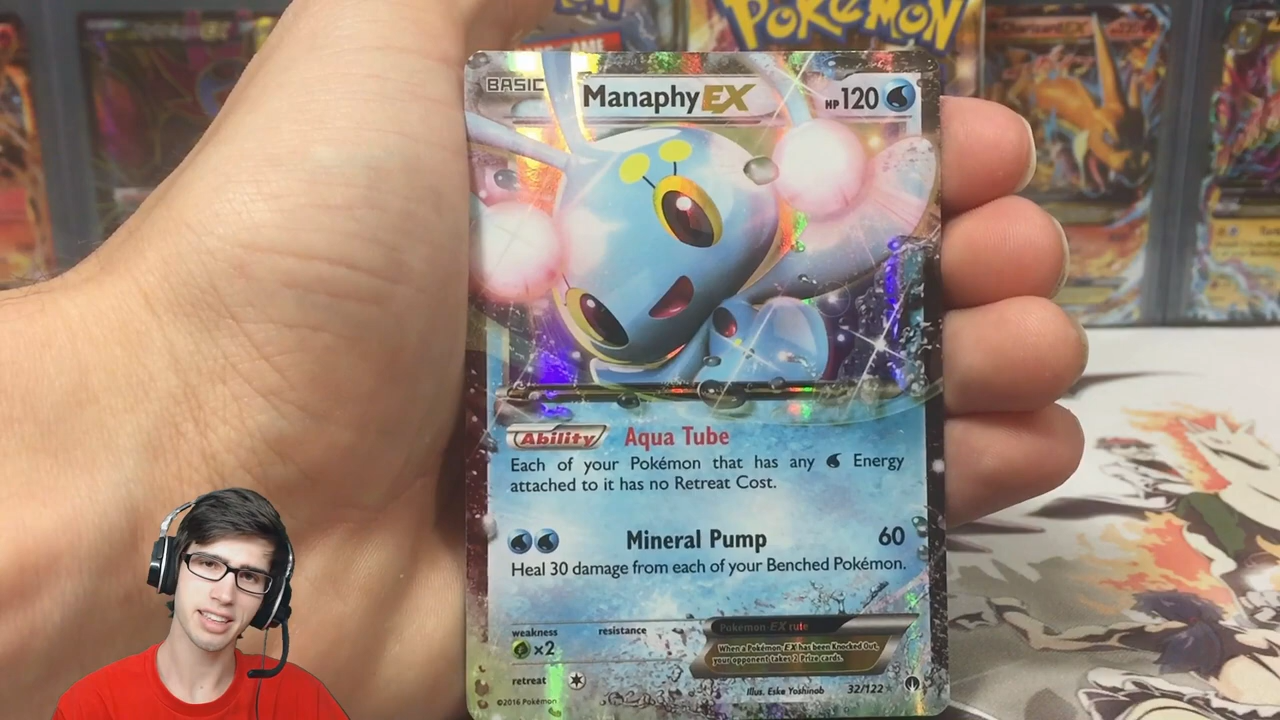 POKÉMON
Charizard EX
BASIC
Manaphy EX
HP 120
Ability Aqua Tube
Each of your Pokémon that has any Energy
attached to it has no Retreat Cost.
Mineral Pump 60
Heal 30 damage from each of your Benched Pokémon.
weakness resistance
×2
Pokémon EX rule
When a Pokémon EX has been Knocked Out,
your opponent takes 2 Prize cards.
retreat
Illus. Eske Yoshinob 32/122
©2016 Pokémon